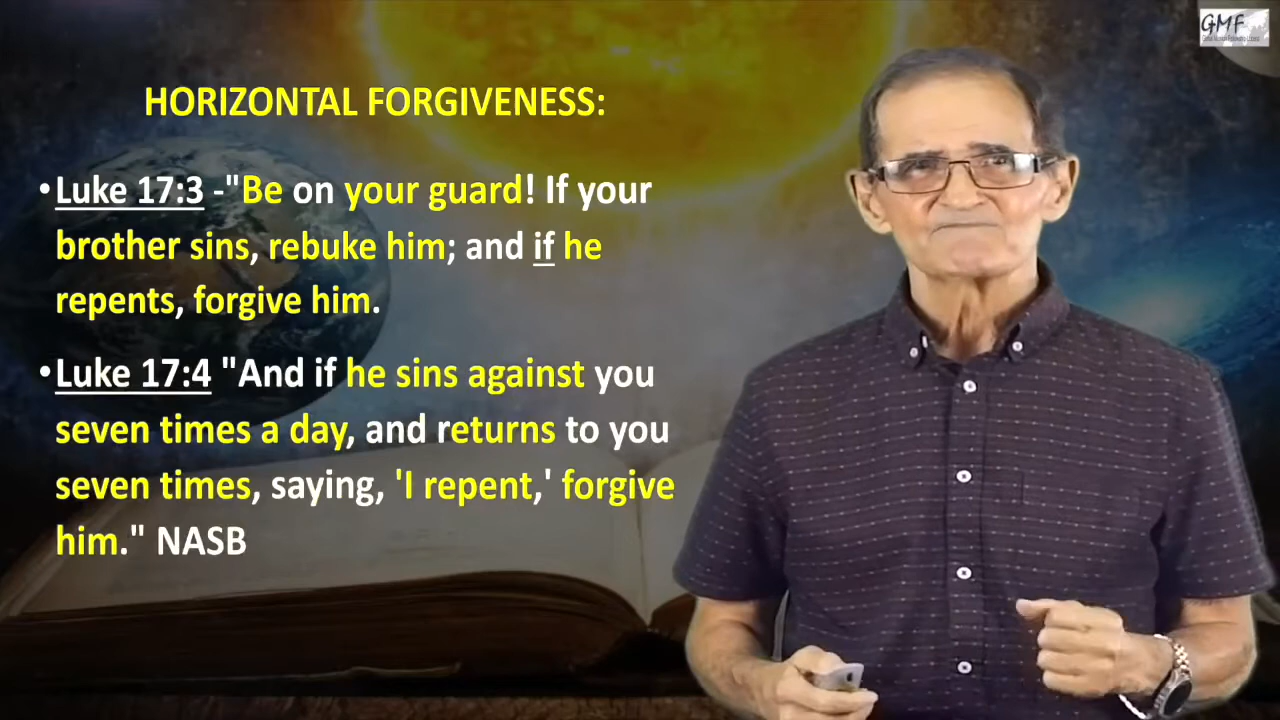 GMF
HORIZONTAL FORGIVENESS:
•Luke 17:3 -"Be on your guard! If your
brother sins, rebuke him; and if he
repents, forgive him.
•Luke 17:4 "And if he sins against you
seven times a day, and returns to you
seven times, saying, 'I repent,' forgive
him." NASB